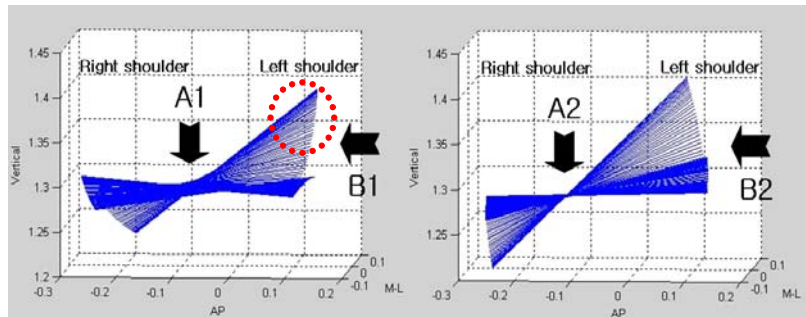 1.45
1.4
1.35
1.3
1.25
1.2
Vertical
Right shoulder
Left shoulder
A1
B1
-0.3
-0.2
-0.1
0
0.1
0.2
AP
0.1
0
-0.1
M-L
1.45
1.4
1.35
1.3
1.25
Vertical
Right shoulder
Left shoulder
A2
B2
-0.3
-0.2
-0.1
0
0.1
0.2
AP
0.1
0
-0.1
M-L